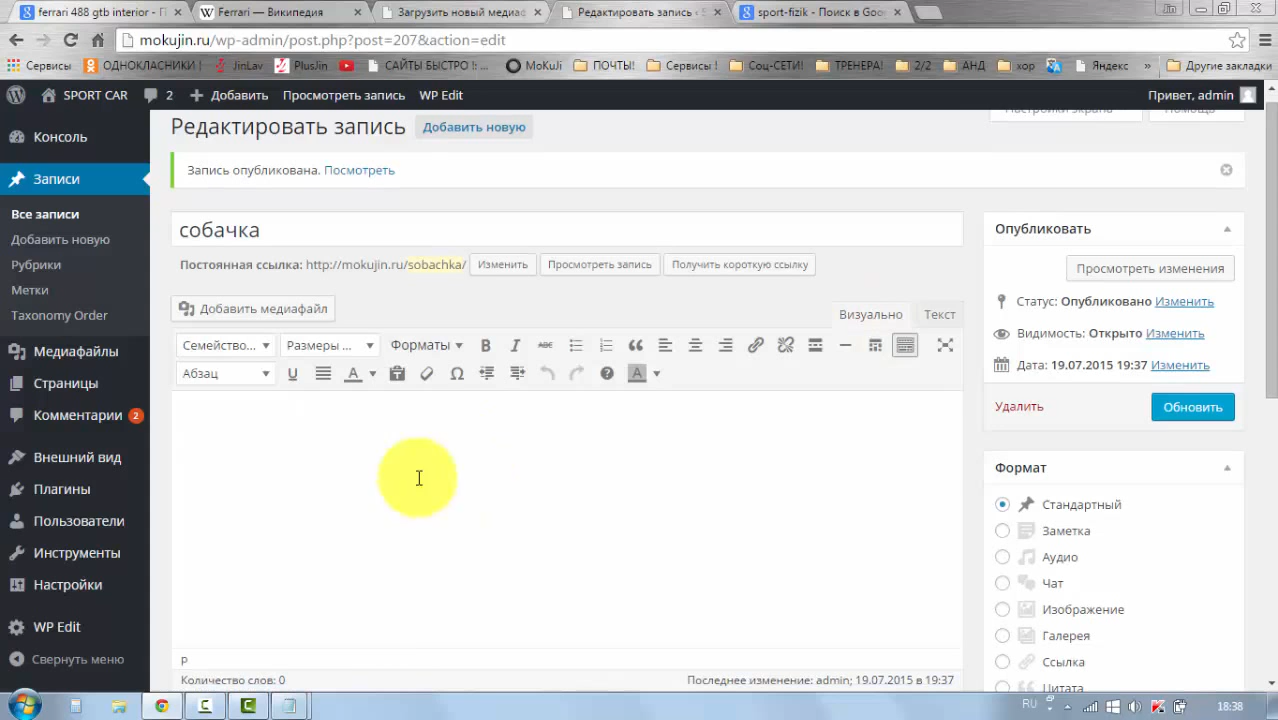 ferrari 488 gtb interior - П
Ferrari — Википедия
Загрузить новый медиаф
Редактировать запись ‹ S
sport-fizik - Поиск в Goo
Jin
mokujin.ru/wp-admin/post.php?post=207&action=edit
Сервисы
ОДНОКЛАСНИКИ !
JinLav
PlusJin
САЙТЫ БЫСТРО !: ...
MoKuJi
ПОЧТЫ!
Сервисы !
Соц-СЕТИ!
ТРЕНЕРА!
2/2
АНД
хор
Яндекс
»
Другие закладки
SPORT CAR
2
Добавить
Просмотреть запись
WP Edit
Привет, admin
Консоль
Записи
Все записи
Добавить новую
Рубрики
Метки
Taxonomy Order
Медиафайлы
Страницы
Комментарии 2
Внешний вид
Плагины
Пользователи
Инструменты
Настройки
WP Edit
Свернуть меню
Настройки экрана
Помощь
Редактировать запись
Добавить новую
Запись опубликована. Посмотреть
собачка
Постоянная ссылка: http://mokujin.ru/sobachka/
Изменить
Просмотреть запись
Получить короткую ссылку
Добавить медиафайл
Визуально
Текст
Семейство...
Размеры ...
Форматы
B
I
ABC
Абзац
U
A
Ω
A
p
Количество слов: 0
Последнее изменение: admin; 19.07.2015 в 19:37
Опубликовать
Просмотреть изменения
Статус: Опубликовано Изменить
Видимость: Открыто Изменить
Дата: 19.07.2015 19:37 Изменить
Удалить
Обновить
Формат
Стандартный
Заметка
Аудио
Чат
Изображение
Галерея
Ссылка
Цитата
RU
18:38